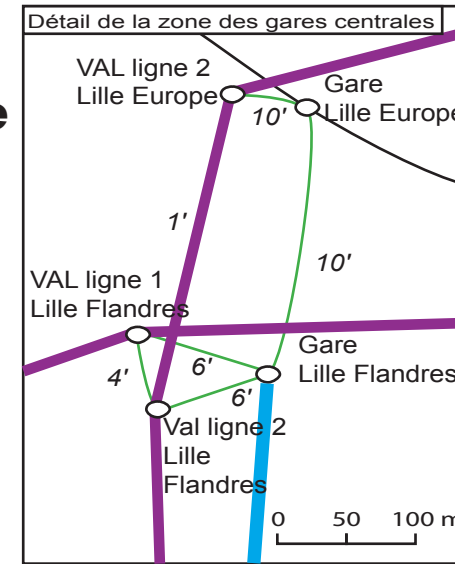 Détail de la zone des gares centrales
e
VAL ligne 2
Lille Europe
Gare
Lille Europe
10'
1'
10'
VAL ligne 1
Lille Flandres
Gare
Lille Flandres
6'
4'
6'
Val ligne 2
Lille
Flandres
0 50 100 m